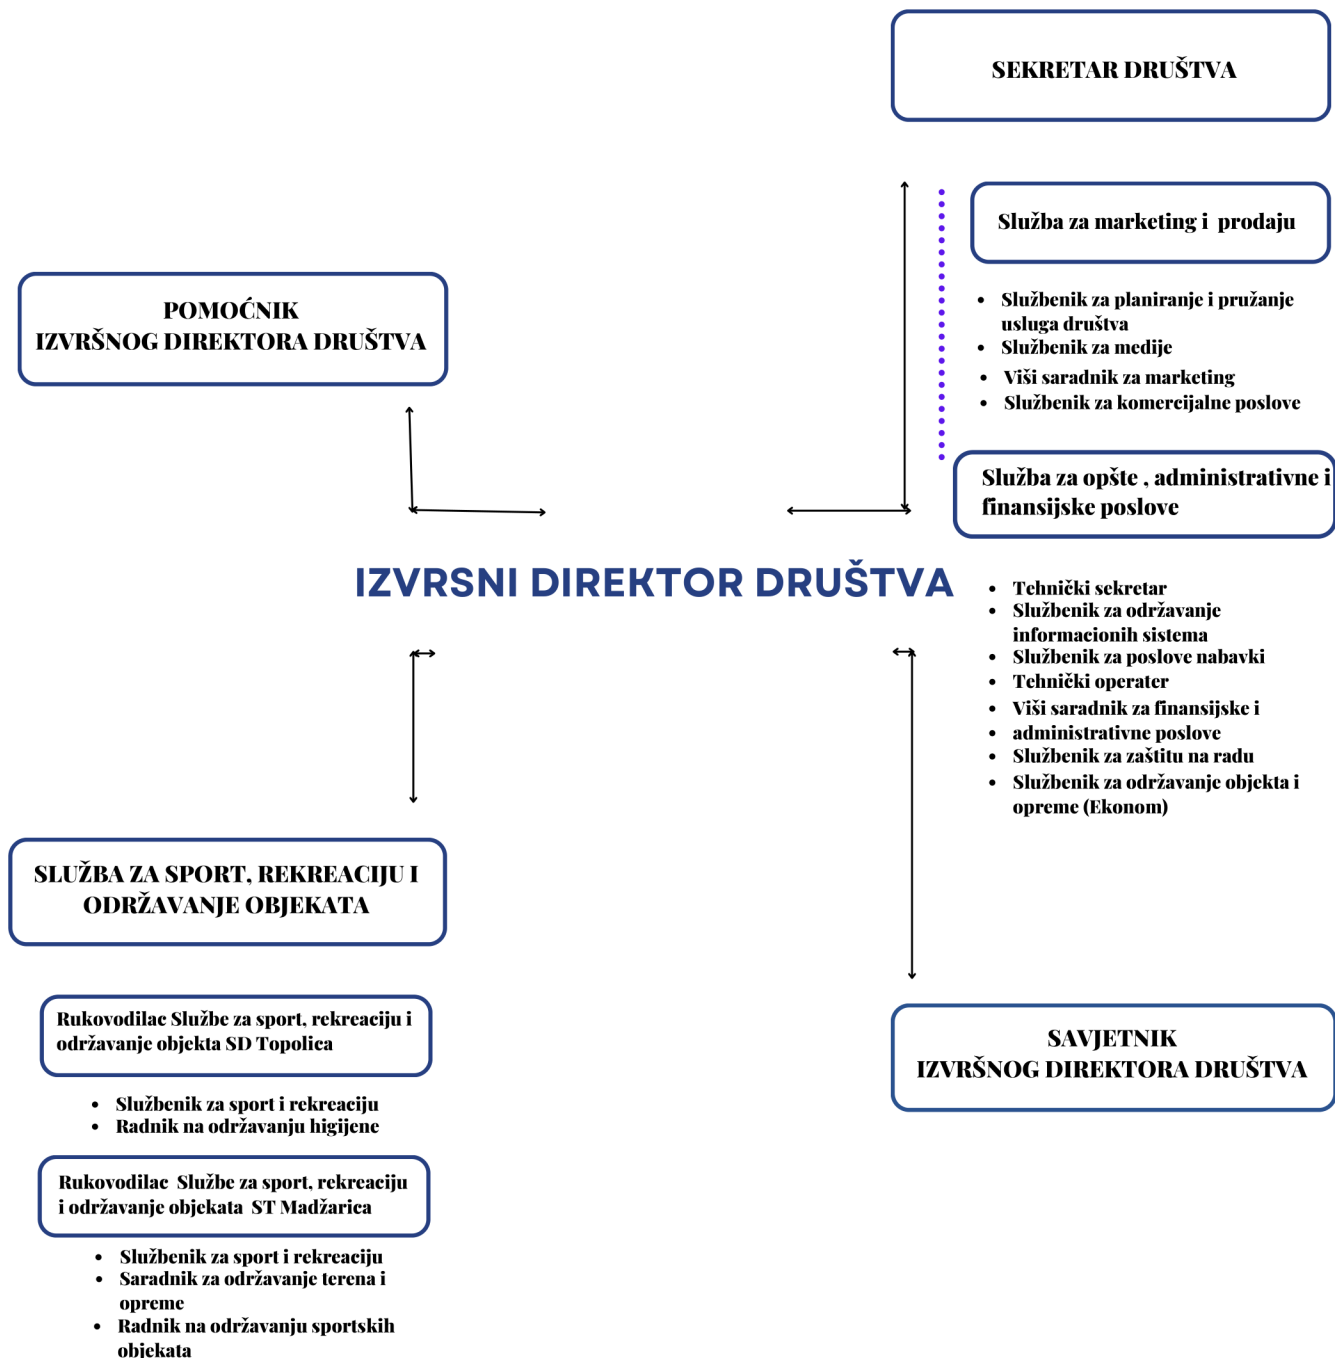 SEKRETAR DRUŠTVA
Služba za marketing i prodaju
• Službenik za planiranje i pružanje
usluga društva
• Službenik za medije
• Viši saradnik za marketing
• Službenik za komercijalne poslove
POMOĆNIK
IZVRŠNOG DIREKTORA DRUŠTVA
Služba za opšte , administrativne i
finansijske poslove
IZVRSNI DIREKTOR DRUŠTVA
• Tehnički sekretar
• Službenik za održavanje
informacionih sistema
• Službenik za poslove nabavki
• Tehnički operater
• Viši saradnik za finansijske i
• administrativne poslove
• Službenik za zaštitu na radu
• Službenik za održavanje objekta i
opreme (Ekonom)
SLUŽBA ZA SPORT, REKREACIJU I
ODRŽAVANJE OBJEKATA
Rukovodilac Službe za sport, rekreaciju i
održavanje objekta SD Topolica
• Službenik za sport i rekreaciju
• Radnik na održavanju higijene
Rukovodilac Službe za sport, rekreaciju
i održavanje objekata ST Madžarica
• Službenik za sport i rekreaciju
• Saradnik za održavanje terena i
opreme
• Radnik na održavanju sportskih
objekata
SAVJETNIK
IZVRŠNOG DIREKTORA DRUŠTVA